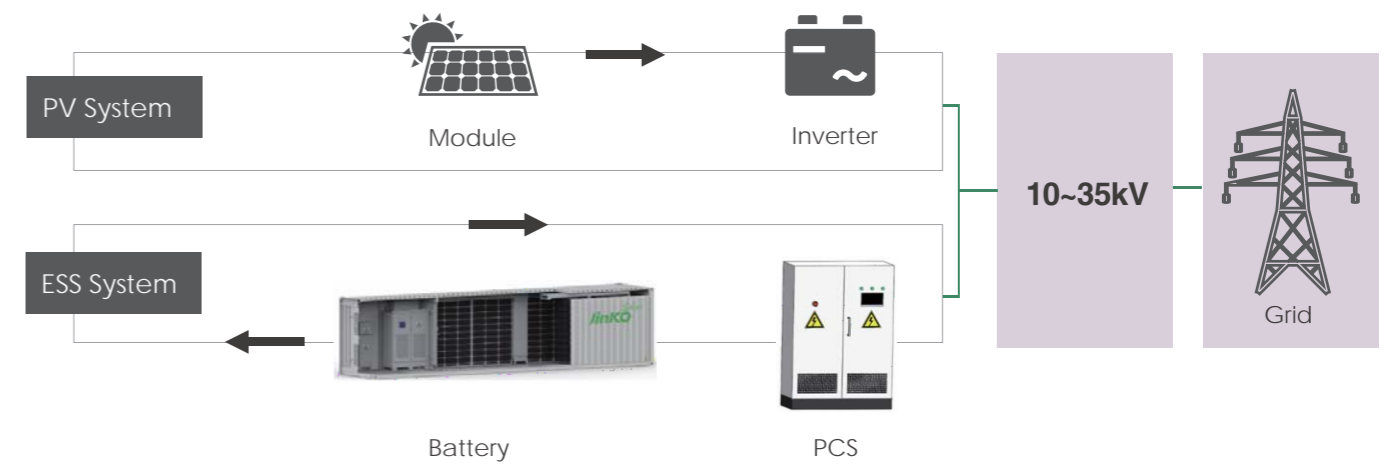 PV System
Module
Inverter
10~35kV
Grid
ESS System
JinKO
Battery
PCS